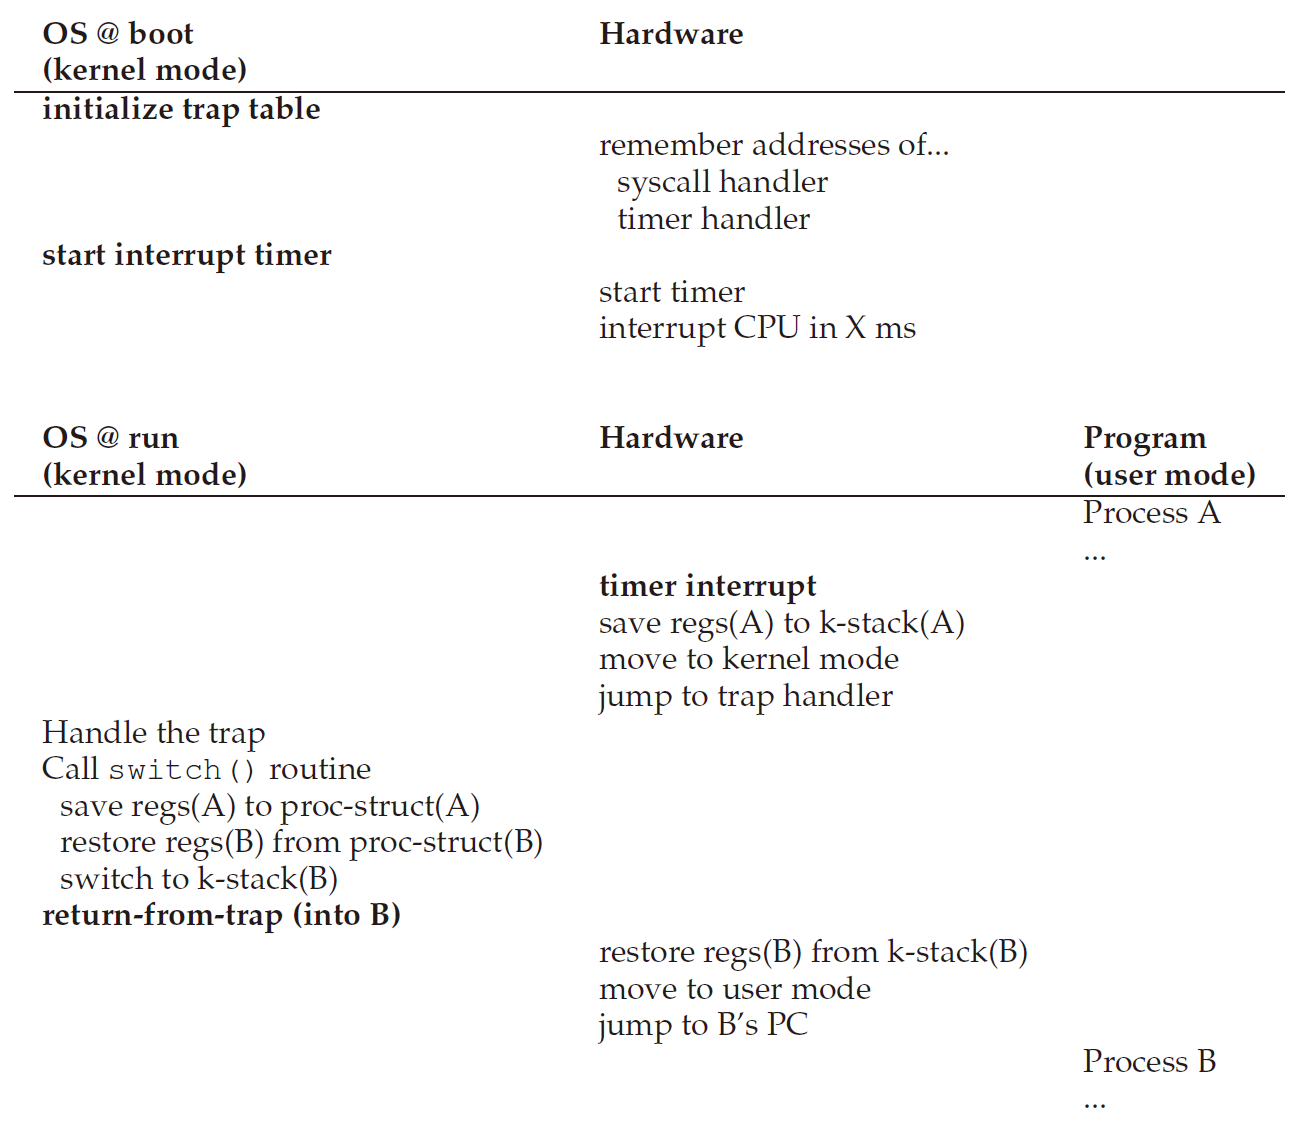 OS @ boot Hardware
(kernel mode)
initialize trap table
remember addresses of...
syscall handler
timer handler
start interrupt timer
start timer
interrupt CPU in X ms
OS @ run Hardware Program
(kernel mode) (user mode)
Process A
...
timer interrupt
save regs(A) to k-stack(A)
move to kernel mode
jump to trap handler
Handle the trap
Call switch() routine
save regs(A) to proc-struct(A)
restore regs(B) from proc-struct(B)
switch to k-stack(B)
return-from-trap (into B)
restore regs(B) from k-stack(B)
move to user mode
jump to B’s PC
Process B
...